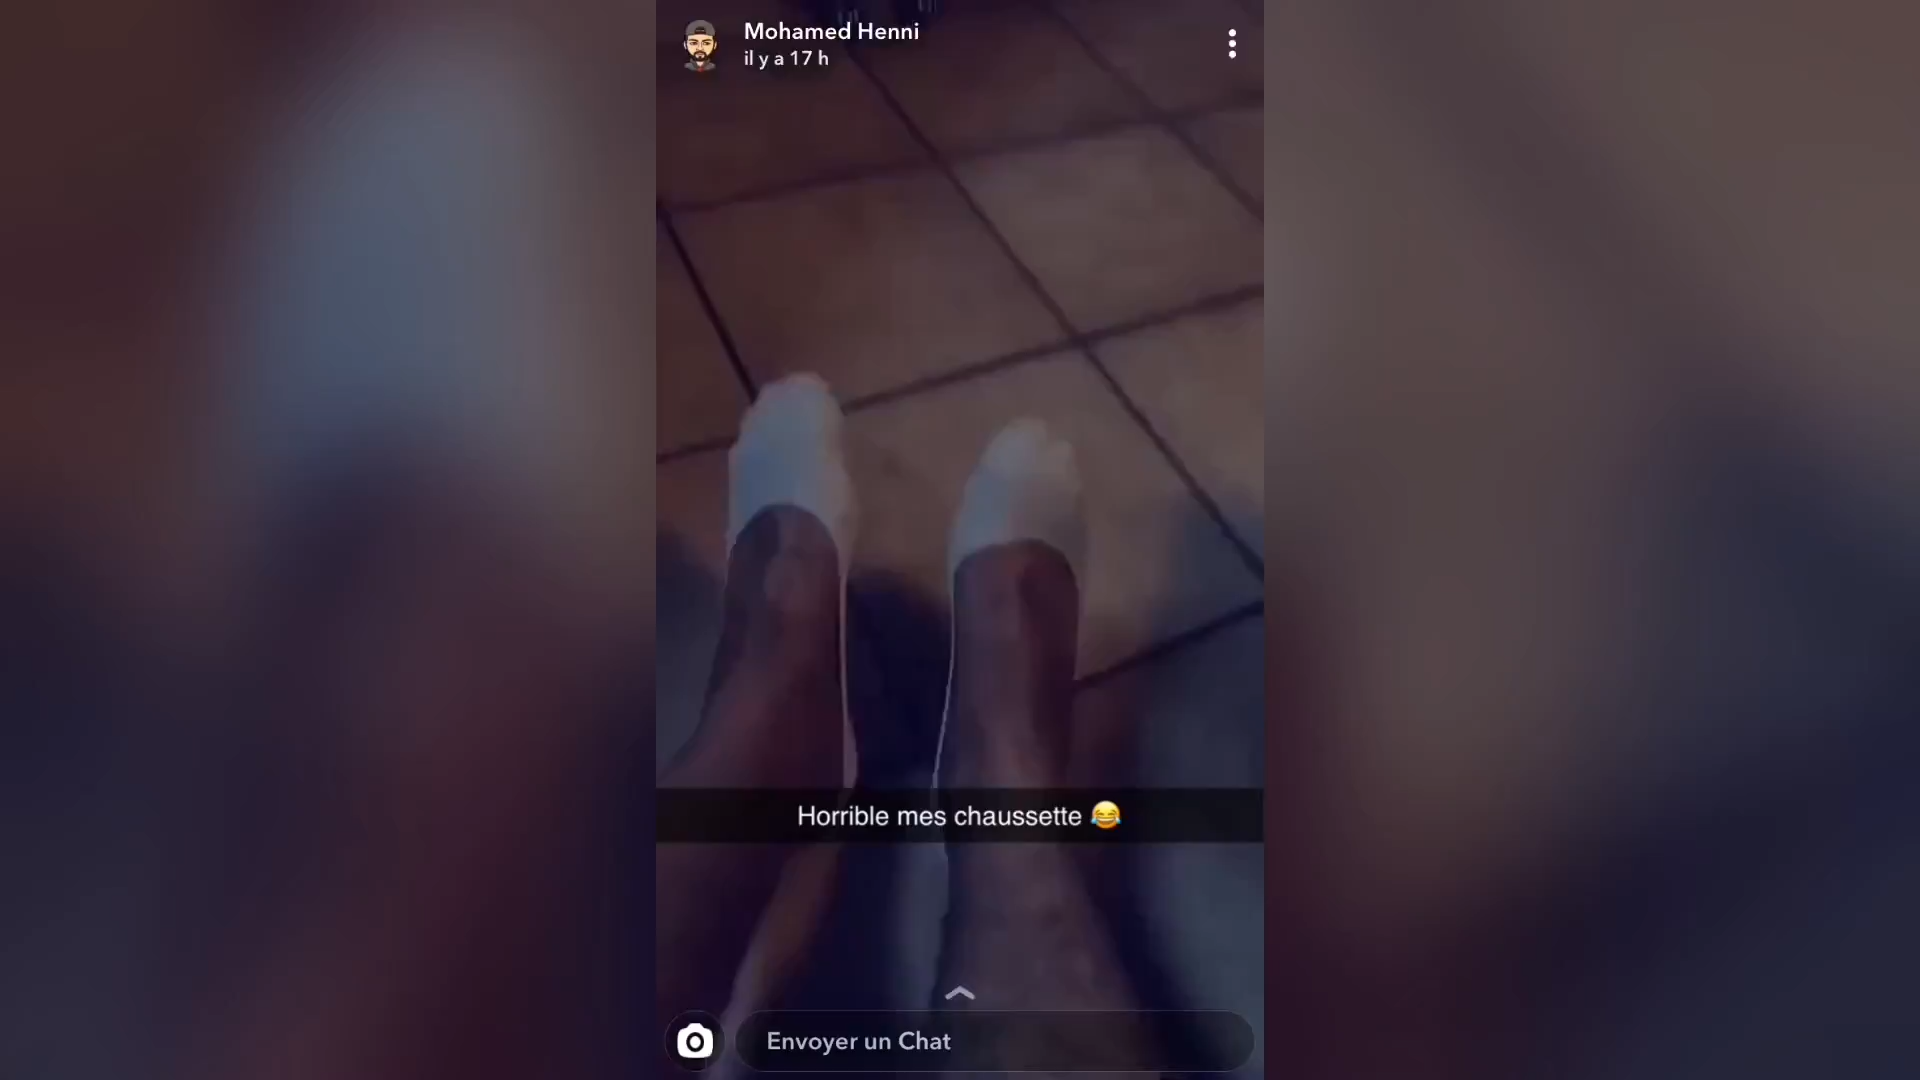 Mohamed Henni
il y a 17 h
Horrible mes chaussette 😂
Envoyer un Chat